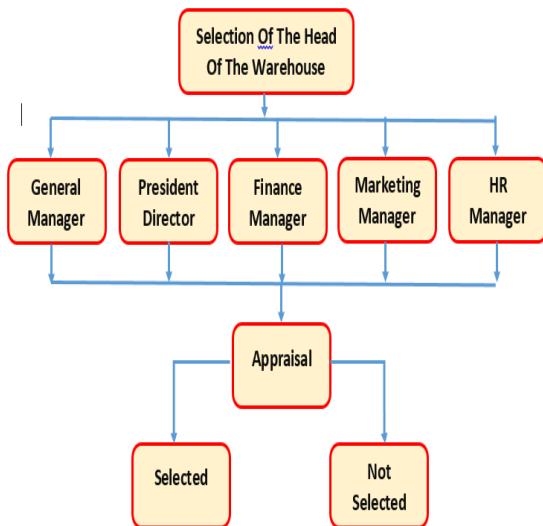 Selection Of The Head
Of The Warehouse
General
Manager
President
Director
Finance
Manager
Marketing
Manager
HR
Manager
Appraisal
Selected
Not
Selected